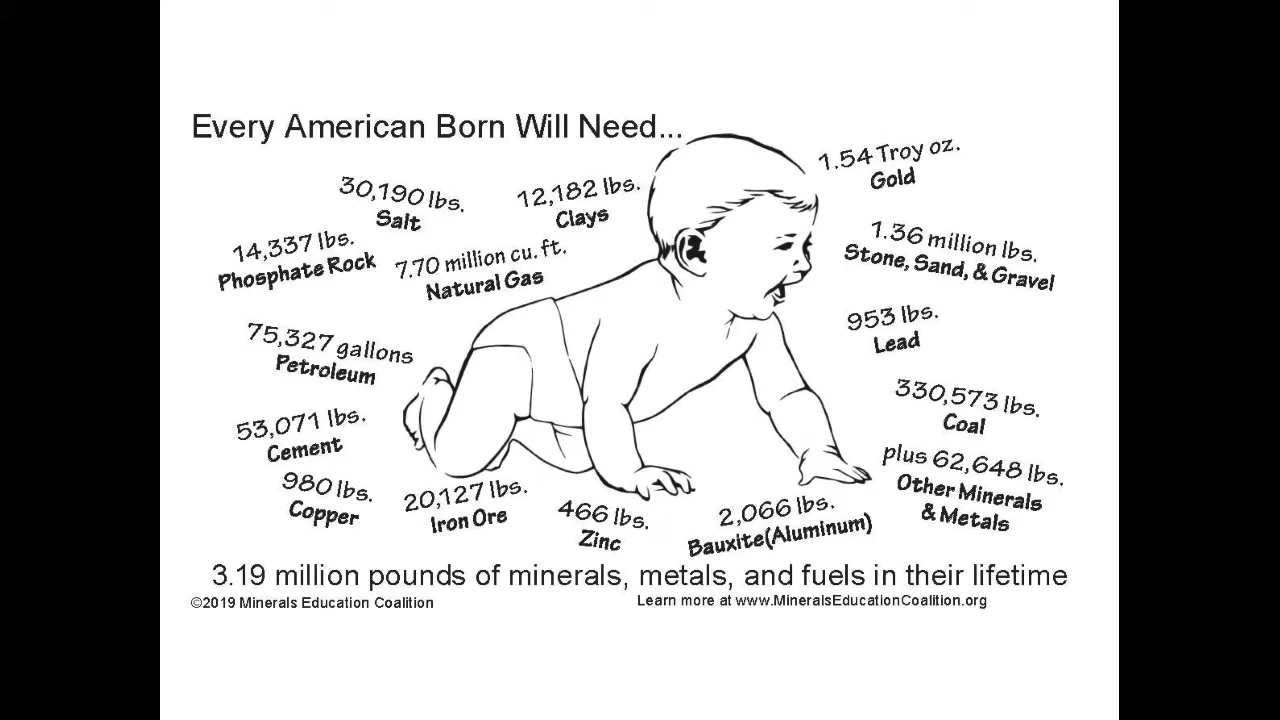 Every American Born Will Need...
30,190 lbs.
Salt
12,182 lbs.
Clays
1.54 Troy oz.
Gold
14,337 lbs.
Phosphate Rock
7.70 million cu. ft.
Natural Gas
1.36 million lbs.
Stone, Sand, & Gravel
75,327 gallons
Petroleum
953 lbs.
Lead
53,071 lbs.
Cement
330,573 lbs.
Coal
980 lbs.
Copper
20,127 lbs.
Iron Ore
466 lbs.
Zinc
2,066 lbs.
Bauxite(Aluminum)
plus 62,648 lbs.
Other Minerals
& Metals
3.19 million pounds of minerals, metals, and fuels in their lifetime
©2019 Minerals Education Coalition
Learn more at www.MineralsEducationCoalition.org